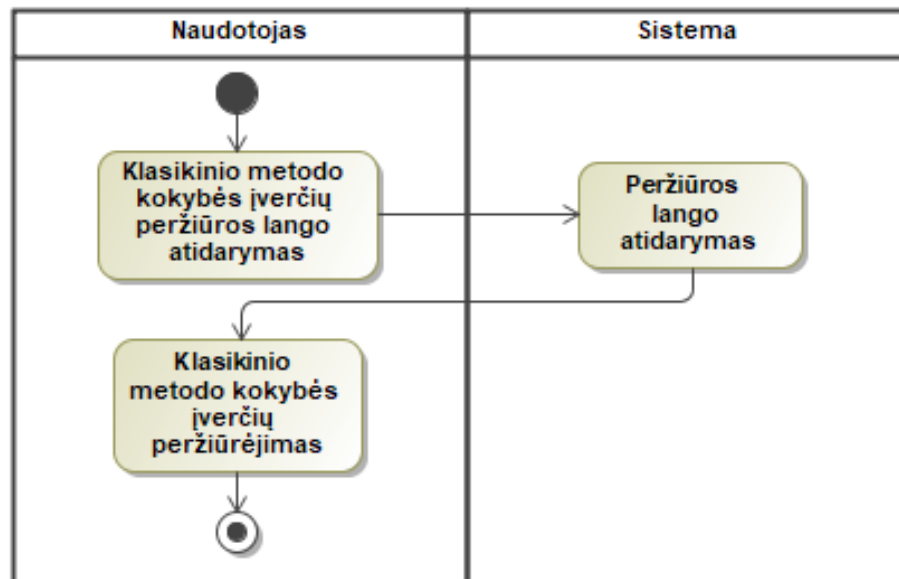 Naudotojas
Sistema
Klasikinio metodo
kokybės įverčių
peržiūros lango
atidarymas
Peržiūros
lango
atidarymas
Klasikinio
metodo kokybės
įverčių
peržiūrėjimas